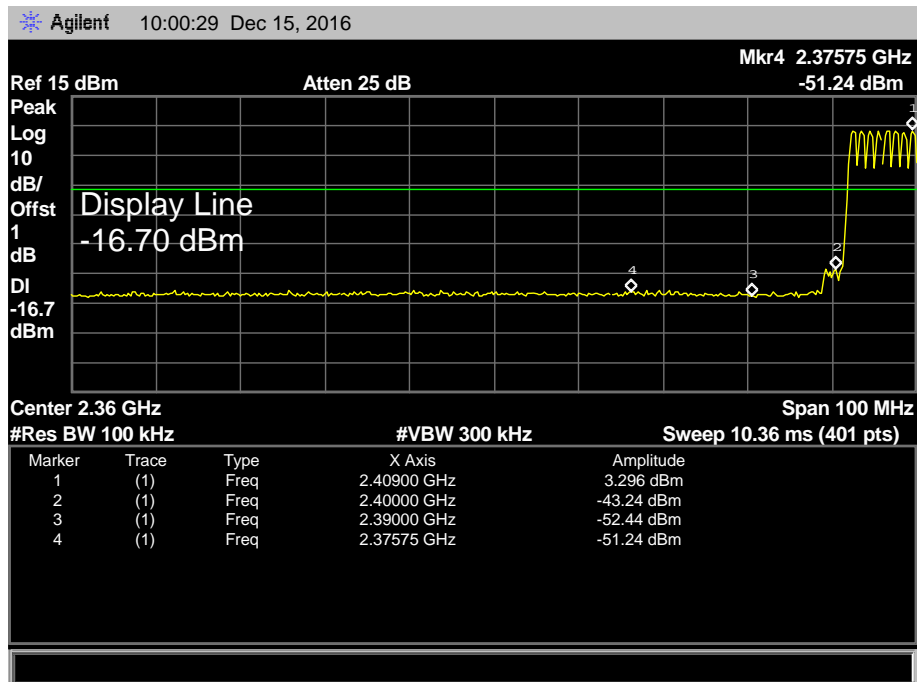 Agilent 10:00:29 Dec 15, 2016
Mkr4 2.37575 GHz
Ref 15 dBm Atten 25 dB -51.24 dBm
Peak
Log
10
dB/
Offst
1
dB
DI
-16.7
dBm
Display Line
-16.70 dBm
1
2
3
4
Center 2.36 GHz Span 100 MHz
#Res BW 100 kHz #VBW 300 kHz Sweep 10.36 ms (401 pts)
Marker Trace Type X Axis Amplitude
1 (1) Freq 2.40900 GHz 3.296 dBm
2 (1) Freq 2.40000 GHz -43.24 dBm
3 (1) Freq 2.39000 GHz -52.44 dBm
4 (1) Freq 2.37575 GHz -51.24 dBm